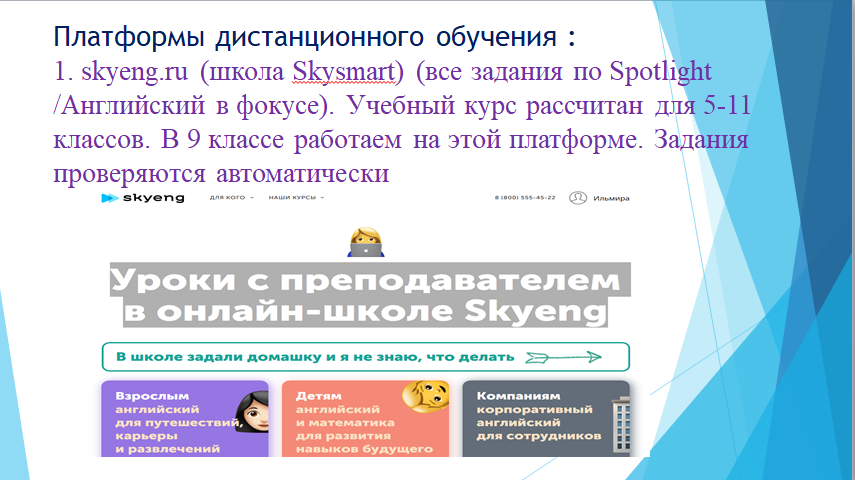 Платформы дистанционного обучения :
1. skyeng.ru (школа Skysmart) (все задания по Spotlight
/Английский в фокусе). Учебный курс рассчитан для 5-11
классов. В 9 классе работаем на этой платформе. Задания
проверяются автоматически
skyeng ДЛЯ КОГО НАШИ КУРСЫ 8 (800) 555-45-22 Ильмира
Уроки с преподавателем
в онлайн-школе Skyeng
В школе задали домашку и я не знаю, что делать
Взрослым
английский
для путешествий,
карьеры
и развлечений
Детям
английский
и математика
для развития
навыков будущего
Компаниям
корпоративный
английский
для сотрудников